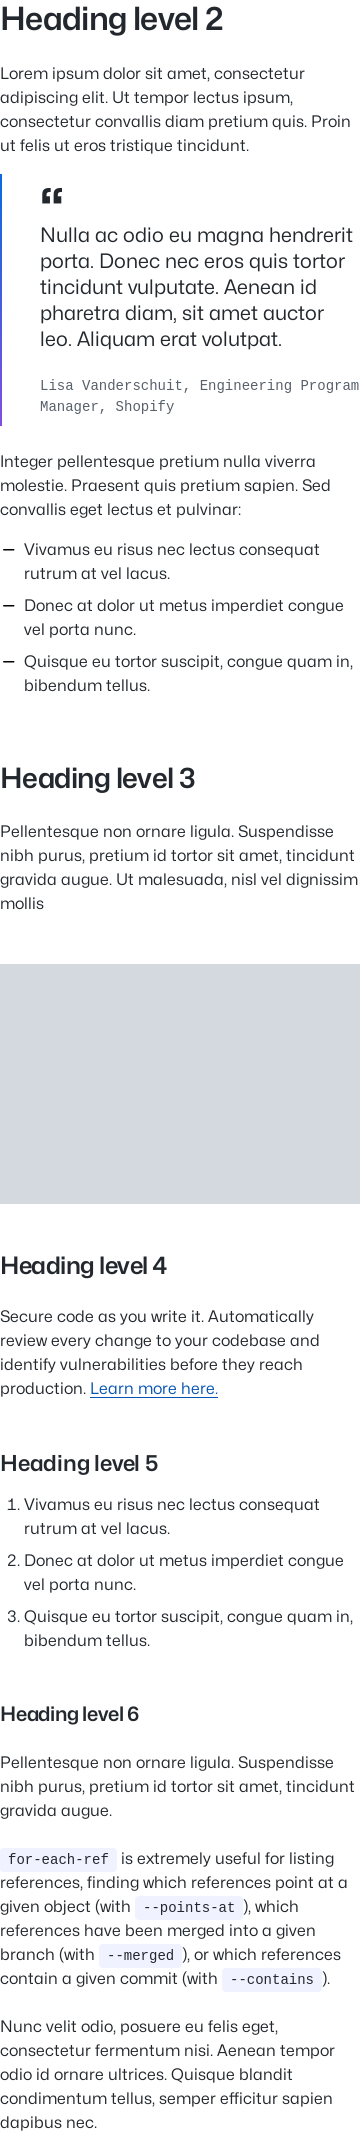 Heading level 2
Lorem ipsum dolor sit amet, consectetur
adipiscing elit. Ut tempor lectus ipsum,
consectetur convallis diam pretium quis. Proin
ut felis ut eros tristique tincidunt.
“
Nulla ac odio eu magna hendrerit
porta. Donec nec eros quis tortor
tincidunt vulputate. Aenean id
pharetra diam, sit amet auctor
leo. Aliquam erat volutpat.
Lisa Vanderschuit, Engineering Program
Manager, Shopify
Integer pellentesque pretium nulla viverra
molestie. Praesent quis pretium sapien. Sed
convallis eget lectus et pulvinar:
— Vivamus eu risus nec lectus consequat
rutrum at vel lacus.
— Donec at dolor ut metus imperdiet congue
vel porta nunc.
— Quisque eu tortor suscipit, congue quam in,
bibendum tellus.
Heading level 3
Pellentesque non ornare ligula. Suspendisse
nibh purus, pretium id tortor sit amet, tincidunt
gravida augue. Ut malesuada, nisl vel dignissim
mollis
Heading level 4
Secure code as you write it. Automatically
review every change to your codebase and
identify vulnerabilities before they reach
production. Learn more here.
Heading level 5
1. Vivamus eu risus nec lectus consequat
rutrum at vel lacus.
2. Donec at dolor ut metus imperdiet congue
vel porta nunc.
3. Quisque eu tortor suscipit, congue quam in,
bibendum tellus.
Heading level 6
Pellentesque non ornare ligula. Suspendisse
nibh purus, pretium id tortor sit amet, tincidunt
gravida augue.
for-each-ref is extremely useful for listing
references, finding which references point at a
given object (with --points-at ), which
references have been merged into a given
branch (with --merged ), or which references
contain a given commit (with --contains ).
Nunc velit odio, posuere eu felis eget,
consectetur fermentum nisi. Aenean tempor
odio id ornare ultrices. Quisque blandit
condimentum tellus, semper efficitur sapien
dapibus nec.